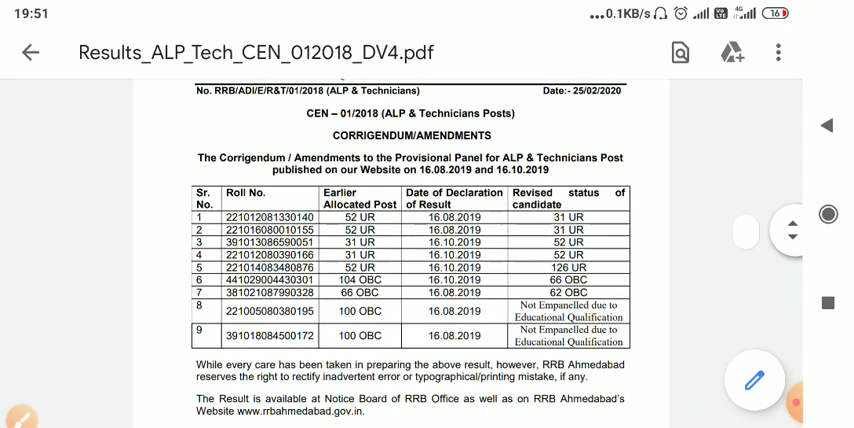 19:51
...0.1KB/s 4G 16
Results_ALP_Tech_CEN_012018_DV4.pdf
No. RRB/ADI/E/R&T/01/2018 (ALP & Technicians) Date:- 25/02/2020
CEN – 01/2018 (ALP & Technicians Posts)
CORRIGENDUM/AMENDMENTS
The Corrigendum / Amendments to the Provisional Panel for ALP & Technicians Post
published on our Website on 16.08.2019 and 16.10.2019
Sr. No. Roll No. Earlier Allocated Post Date of Declaration of Result Revised status of candidate
1 221012081330140 52 UR 16.08.2019 31 UR
2 221016080010155 52 UR 16.08.2019 31 UR
3 391013086590051 31 UR 16.10.2019 52 UR
4 221012080390166 31 UR 16.10.2019 52 UR
5 221014083480876 52 UR 16.10.2019 126 UR
6 441029004430301 104 OBC 16.10.2019 66 OBC
7 381021087990328 66 OBC 16.08.2019 62 OBC
8 221005080380195 100 OBC 16.08.2019 Not Empanelled due to Educational Qualification
9 391018084500172 100 OBC 16.08.2019 Not Empanelled due to Educational Qualification
While every care has been taken in preparing the above result, however, RRB Ahmedabad
reserves the right to rectify inadvertent error or typographical/printing mistake, if any.
The Result is available at Notice Board of RRB Office as well as on RRB Ahmedabad's
Website www.rrbahmedabad.gov.in.